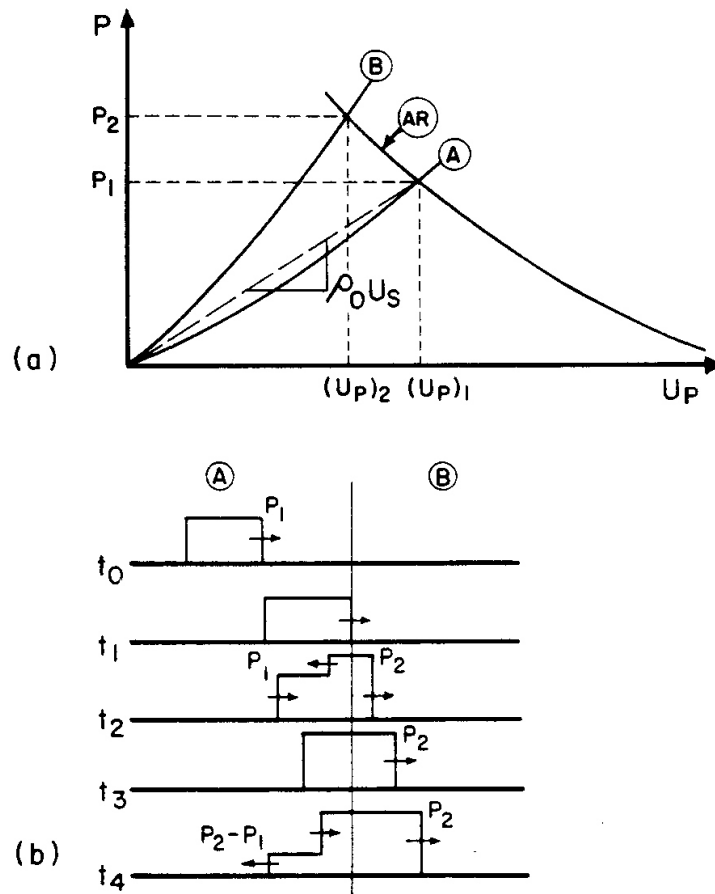 P
B
P₂
AR
A
P₁
ρ₀Uₛ
(a)
(Uₚ)₂ (Uₚ)₁ Uₚ
A B
P₁
t₀
t₁
P₁ P₂
t₂
P₂
t₃
P₂-P₁ P₂
(b) t₄